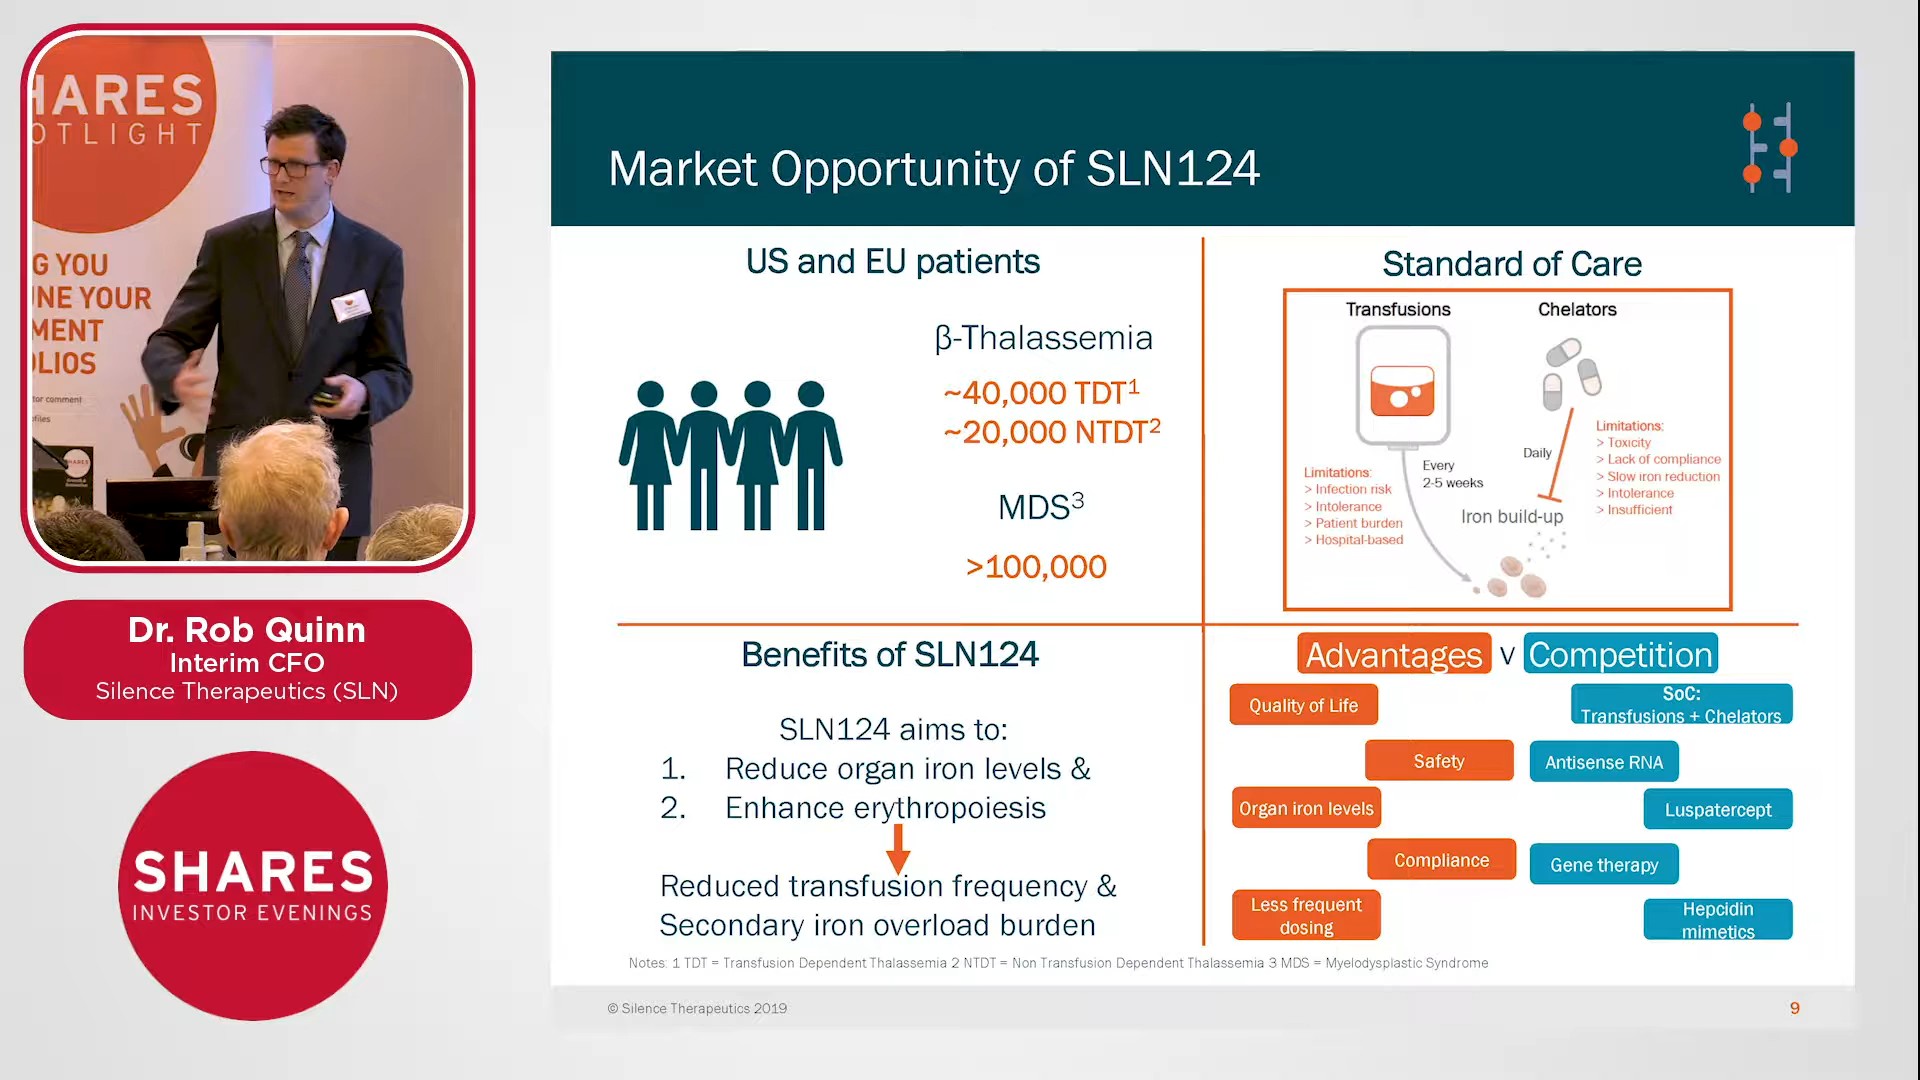 HARES
OTLIGHT
G YOU
NE YOUR
MENT
OLIOS
tor comment
ofiles
SHARES
Dr. Rob Quinn
Interim CFO
Silence Therapeutics (SLN)
SHARES
INVESTOR EVENINGS
Market Opportunity of SLN124
US and EU patients
β-Thalassemia
~40,000 TDT¹
~20,000 NTDT²
MDS³
>100,000
Standard of Care
Transfusions
Chelators
Limitations:
> Infection risk
> Intolerance
> Patient burden
> Hospital-based
Every
2-5 weeks
Daily
Iron build-up
Limitations:
> Toxicity
> Lack of compliance
> Slow iron reduction
> Intolerance
> Insufficient
Benefits of SLN124
SLN124 aims to:
1. Reduce organ iron levels &
2. Enhance erythropoiesis
Reduced transfusion frequency &
Secondary iron overload burden
Advantages v Competition
Quality of Life
Safety
Organ iron levels
Compliance
Less frequent
dosing
SoC:
Transfusions + Chelators
Antisense RNA
Luspatercept
Gene therapy
Hepcidin
mimetics
Notes: 1 TDT = Transfusion Dependent Thalassemia 2 NTDT = Non Transfusion Dependent Thalassemia 3 MDS = Myelodysplastic Syndrome
© Silence Therapeutics 2019
9